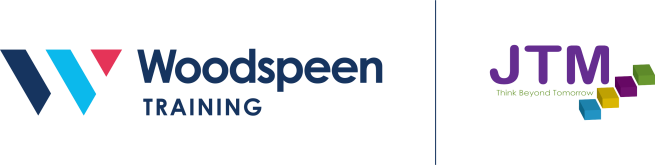 Woodspeen
TRAINING
JTM
Think Beyond Tomorrow